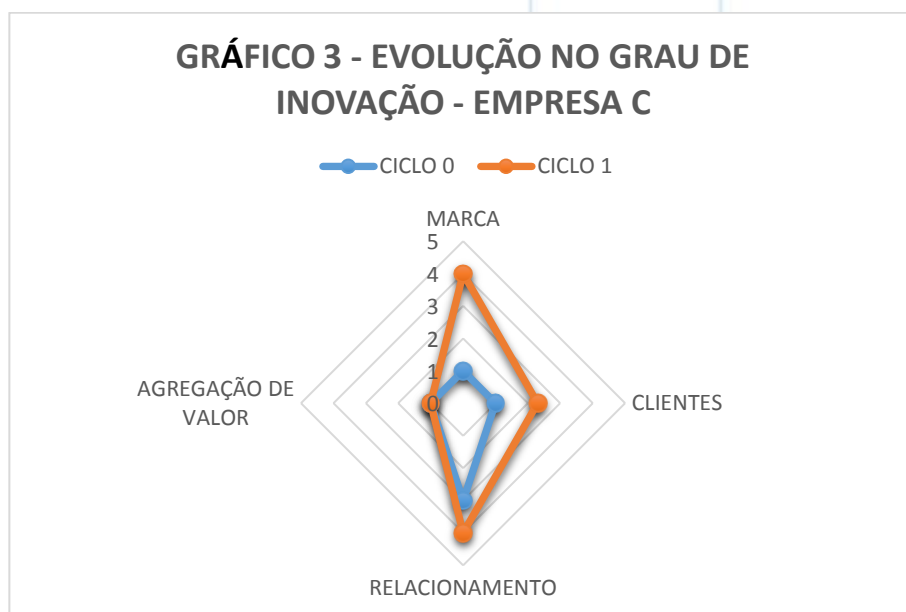 GRÁFICO 3 - EVOLUÇÃO NO GRAU DE
INOVAÇÃO - EMPRESA C
CICLO 0 CICLO 1
MARCA
5
4
3
2
1
0
AGREGAÇÃO DE
VALOR
CLIENTES
RELACIONAMENTO